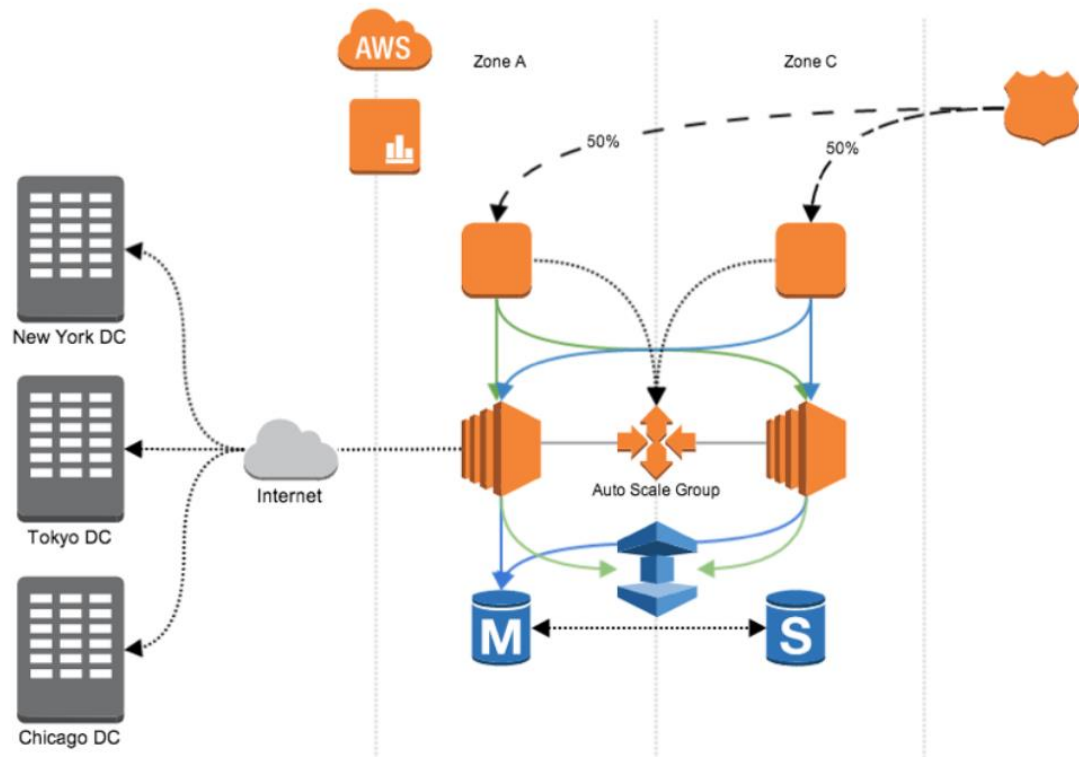 AWS
Zone A
Zone C
50%
50%
New York DC
Tokyo DC
Internet
Auto Scale Group
M
S
Chicago DC